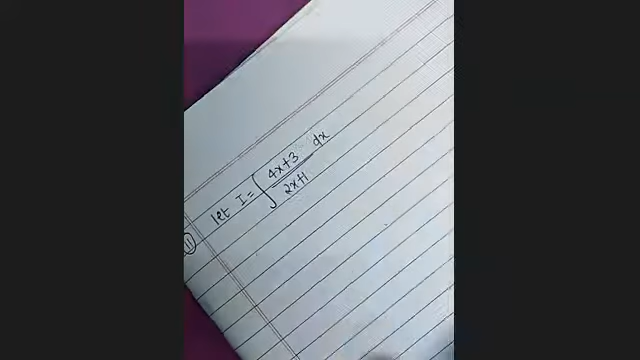 11 let I = ∫ (4x+3)/(2x+1) dx